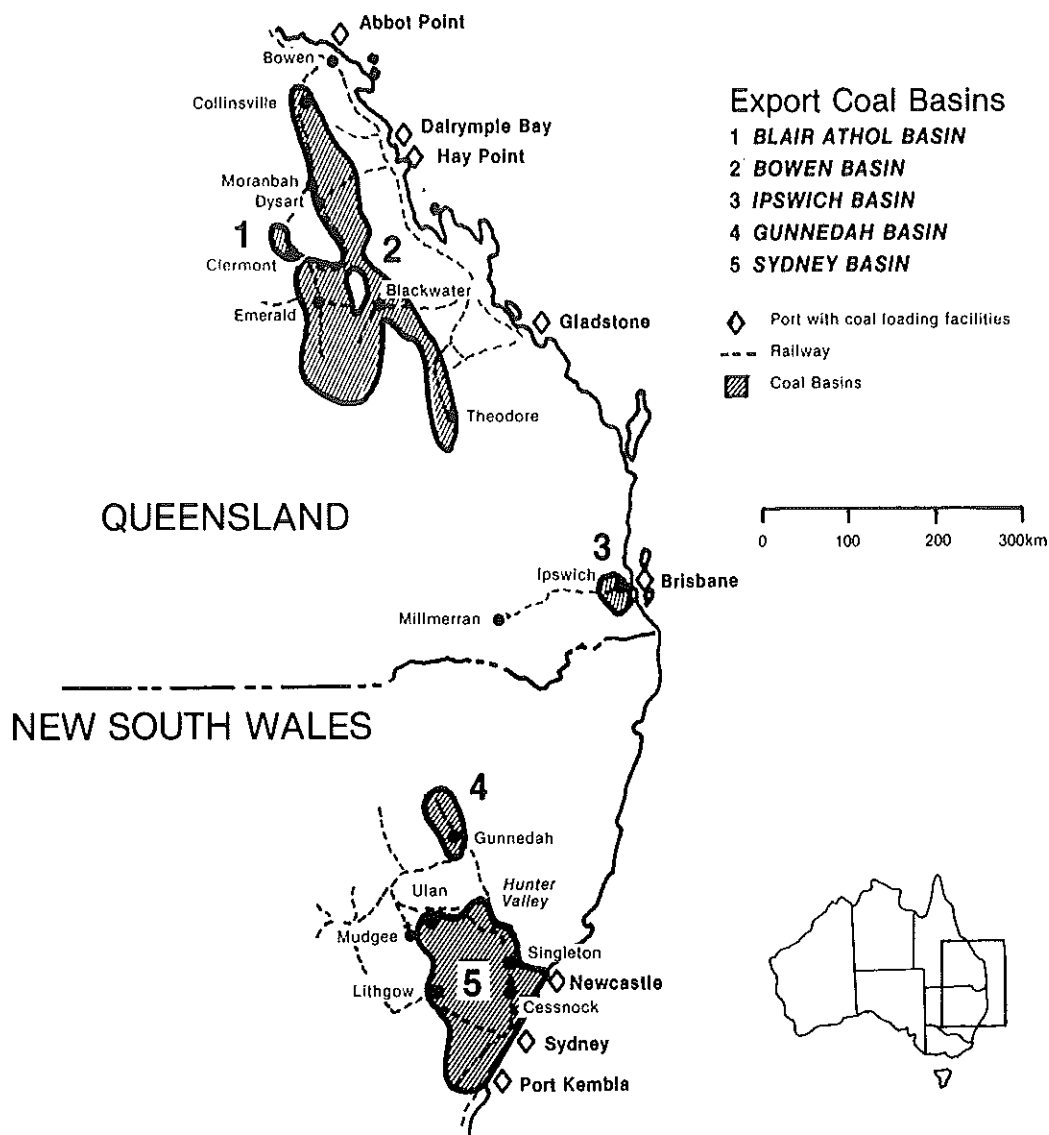 Abbot Point
Bowen
Collinsville
Dalrymple Bay
Hay Point
Moranbah
Dysart
1
2
Clermont
Blackwater
Emerald
Gladstone
Theodore
Export Coal Basins
1 BLAIR ATHOL BASIN
2 BOWEN BASIN
3 IPSWICH BASIN
4 GUNNEDAH BASIN
5 SYDNEY BASIN
Port with coal loading facilities
Railway
Coal Basins
QUEENSLAND
0 100 200 300km
3
Ipswich
Brisbane
Millmerran
NEW SOUTH WALES
4
Gunnedah
Ulan
Hunter
Valley
Mudgee
Singleton
5
Lithgow
Newcastle
Cessnock
Sydney
Port Kembla